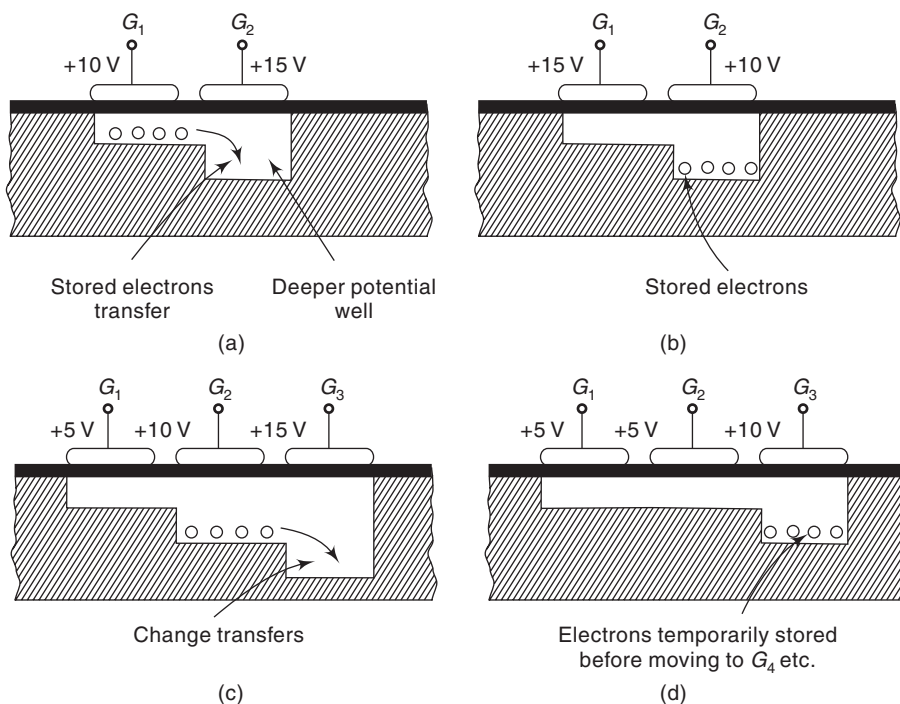 G1 G2
+10 V +15 V
Stored electrons
transfer
Deeper potential
well
(a)
G1 G2
+15 V +10 V
Stored electrons
(b)
G1 G2 G3
+5 V +10 V +15 V
Change transfers
(c)
G1 G2 G3
+5 V +5 V +10 V
Electrons temporarily stored
before moving to G4 etc.
(d)